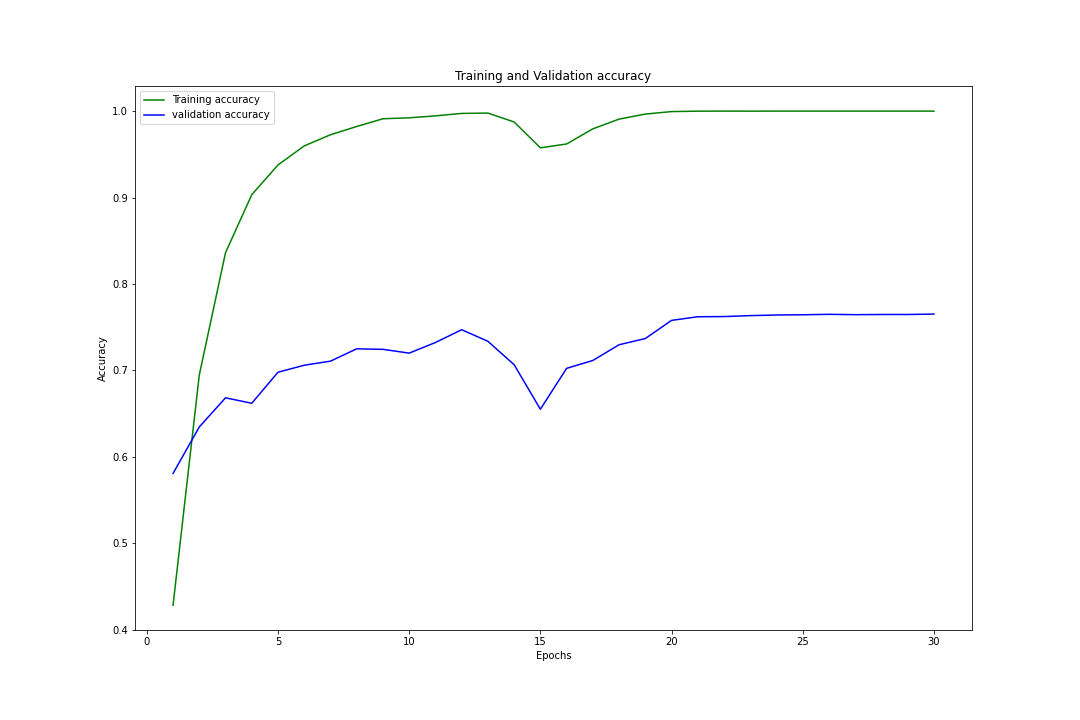 Training and Validation accuracy
Training accuracy
validation accuracy
1.0
0.9
0.8
0.7
0.6
0.5
0.4
Accuracy
0 5 10 15 20 25 30
Epochs